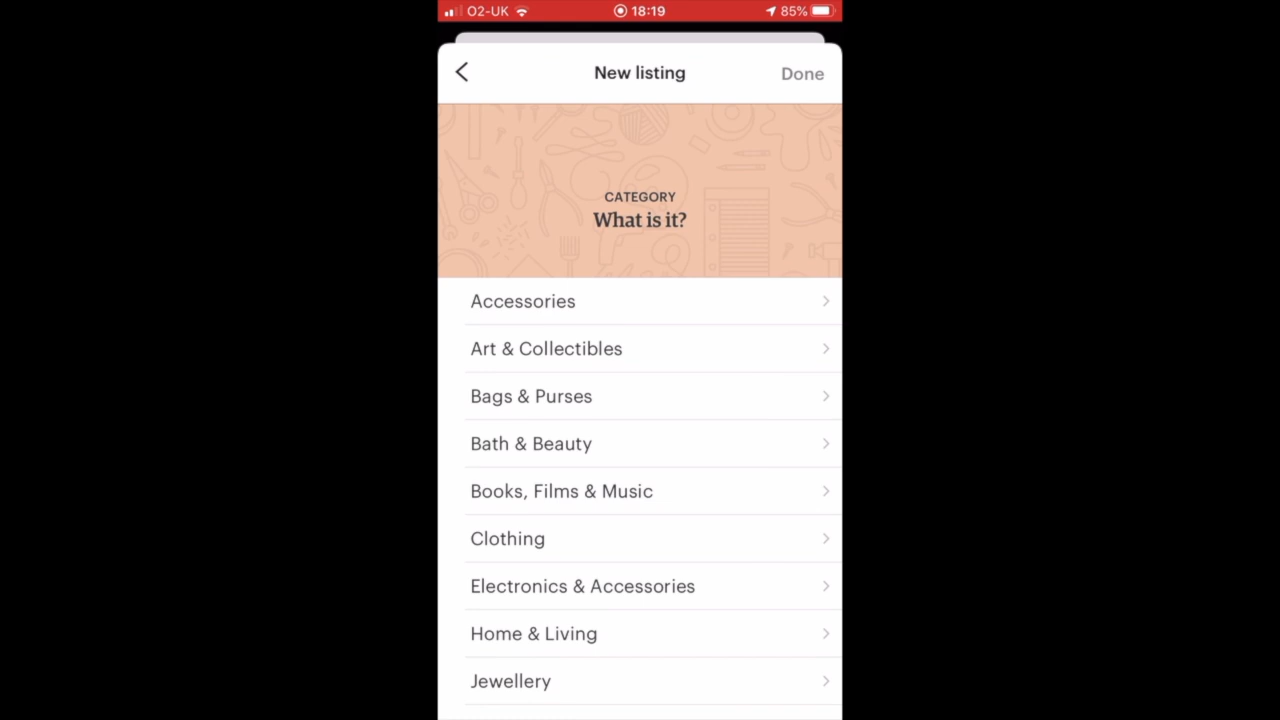 O2-UK 18:19 85%
New listing Done
CATEGORY
What is it?
Accessories
Art & Collectibles
Bags & Purses
Bath & Beauty
Books, Films & Music
Clothing
Electronics & Accessories
Home & Living
Jewellery